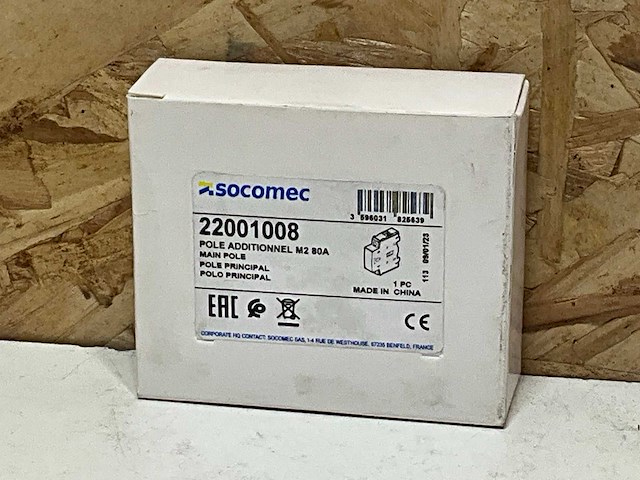 socomec
3 596031 825639
22001008
POLE ADDITIONNEL M2 80A
MAIN POLE
POLE PRINCIPAL
POLO PRINCIPAL
113 09/01/23
1 PC
MADE IN CHINA
EAC
CE
CORPORATE HQ CONTACT: SOCOMEC SAS, 1-4 RUE DE WESTHOUSE, 67235 BENFELD, FRANCE